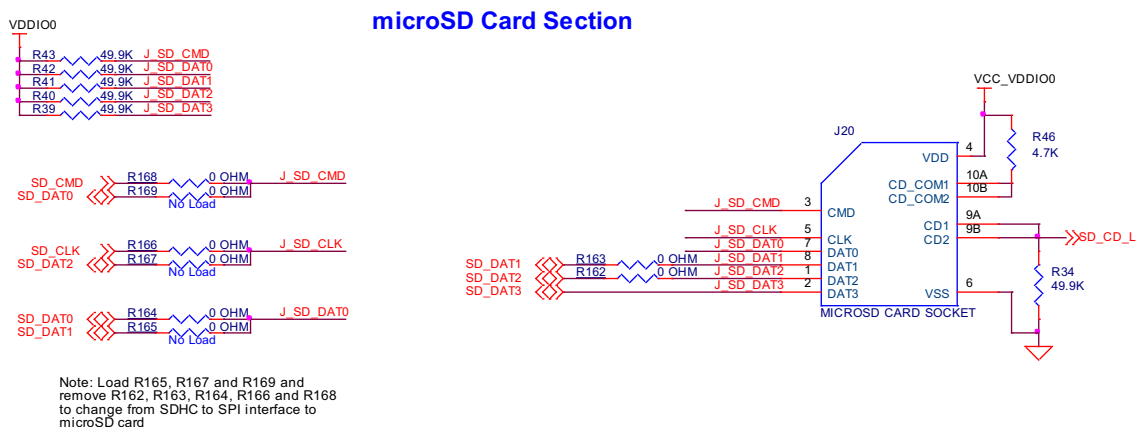 microSD Card Section
VDDIO0
R43 49.9K J_SD_CMD
R42 49.9K J_SD_DAT0
R41 49.9K J_SD_DAT1
R40 49.9K J_SD_DAT2
R39 49.9K J_SD_DAT3
SD_CMD R168 0 OHM J_SD_CMD
SD_DAT0 R169 0 OHM
No Load
SD_CLK R166 0 OHM J_SD_CLK
SD_DAT2 R167 0 OHM
No Load
SD_DAT0 R164 0 OHM J_SD_DAT0
SD_DAT1 R165 0 OHM
No Load
Note: Load R165, R167 and R169 and
remove R162, R163, R164, R166 and R168
to change from SDHC to SPI interface to
microSD card
VCC_VDDIO0
J20
R46
4.7K
VDD 4
CD_COM1 10A
CD_COM2 10B
J_SD_CMD 3 CMD
CD1 9A
CD2 9B
SD_CD_L
J_SD_CLK 5 CLK
J_SD_DAT0 7 DAT0
SD_DAT1 R163 0 OHM J_SD_DAT1 8 DAT1
SD_DAT2 R162 0 OHM J_SD_DAT2 1 DAT2
SD_DAT3 J_SD_DAT3 2 DAT3
VSS 6
R34
49.9K
MICROSD CARD SOCKET